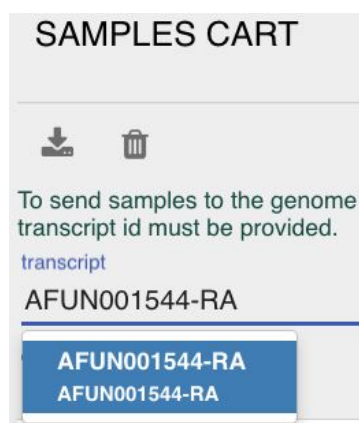 SAMPLES CART
To send samples to the genome
transcript id must be provided.
transcript
AFUN001544-RA
AFUN001544-RA
AFUN001544-RA